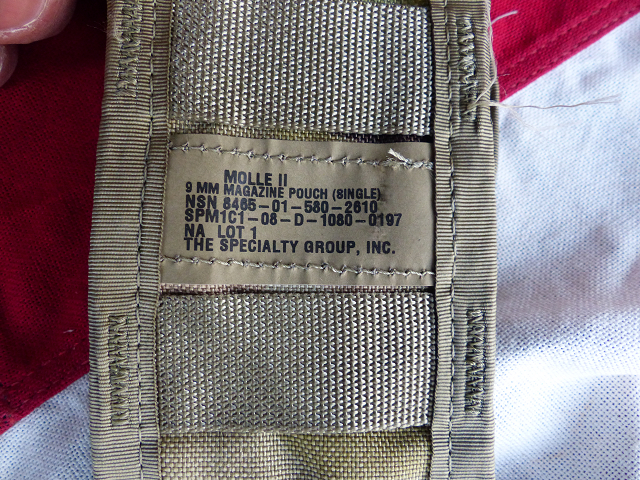 MOLLE II
9 MM MAGAZINE POUCH (SINGLE)
NSN 8465-01-580-2610
SPM1C1-08-D-1080-0197
NA LOT 1
THE SPECIALTY GROUP, INC.